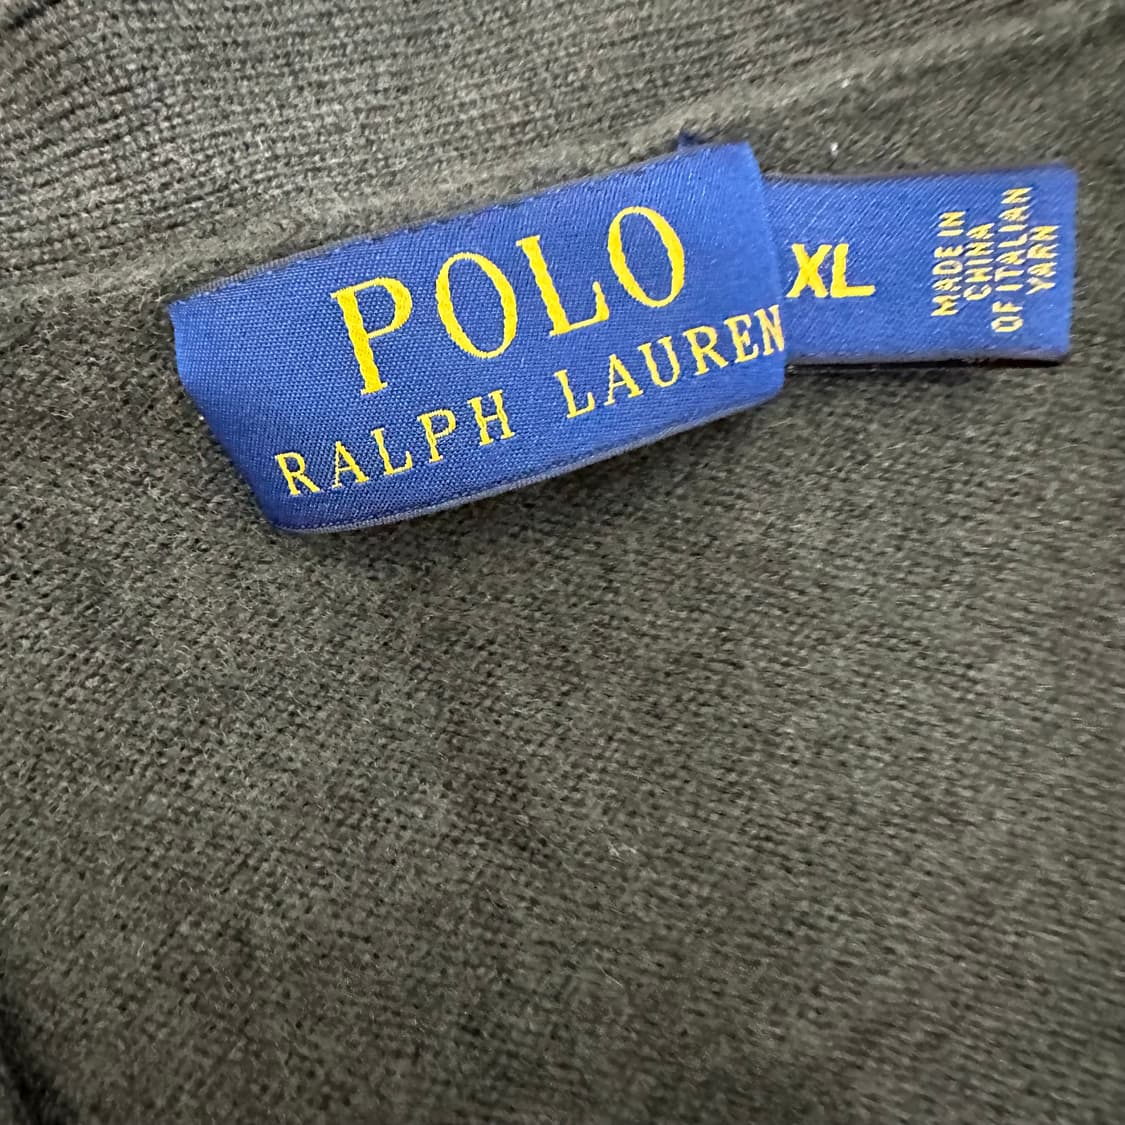 POLO
RALPH LAUREN
XL
MADE IN
CHINA
OF ITALIAN
YARN